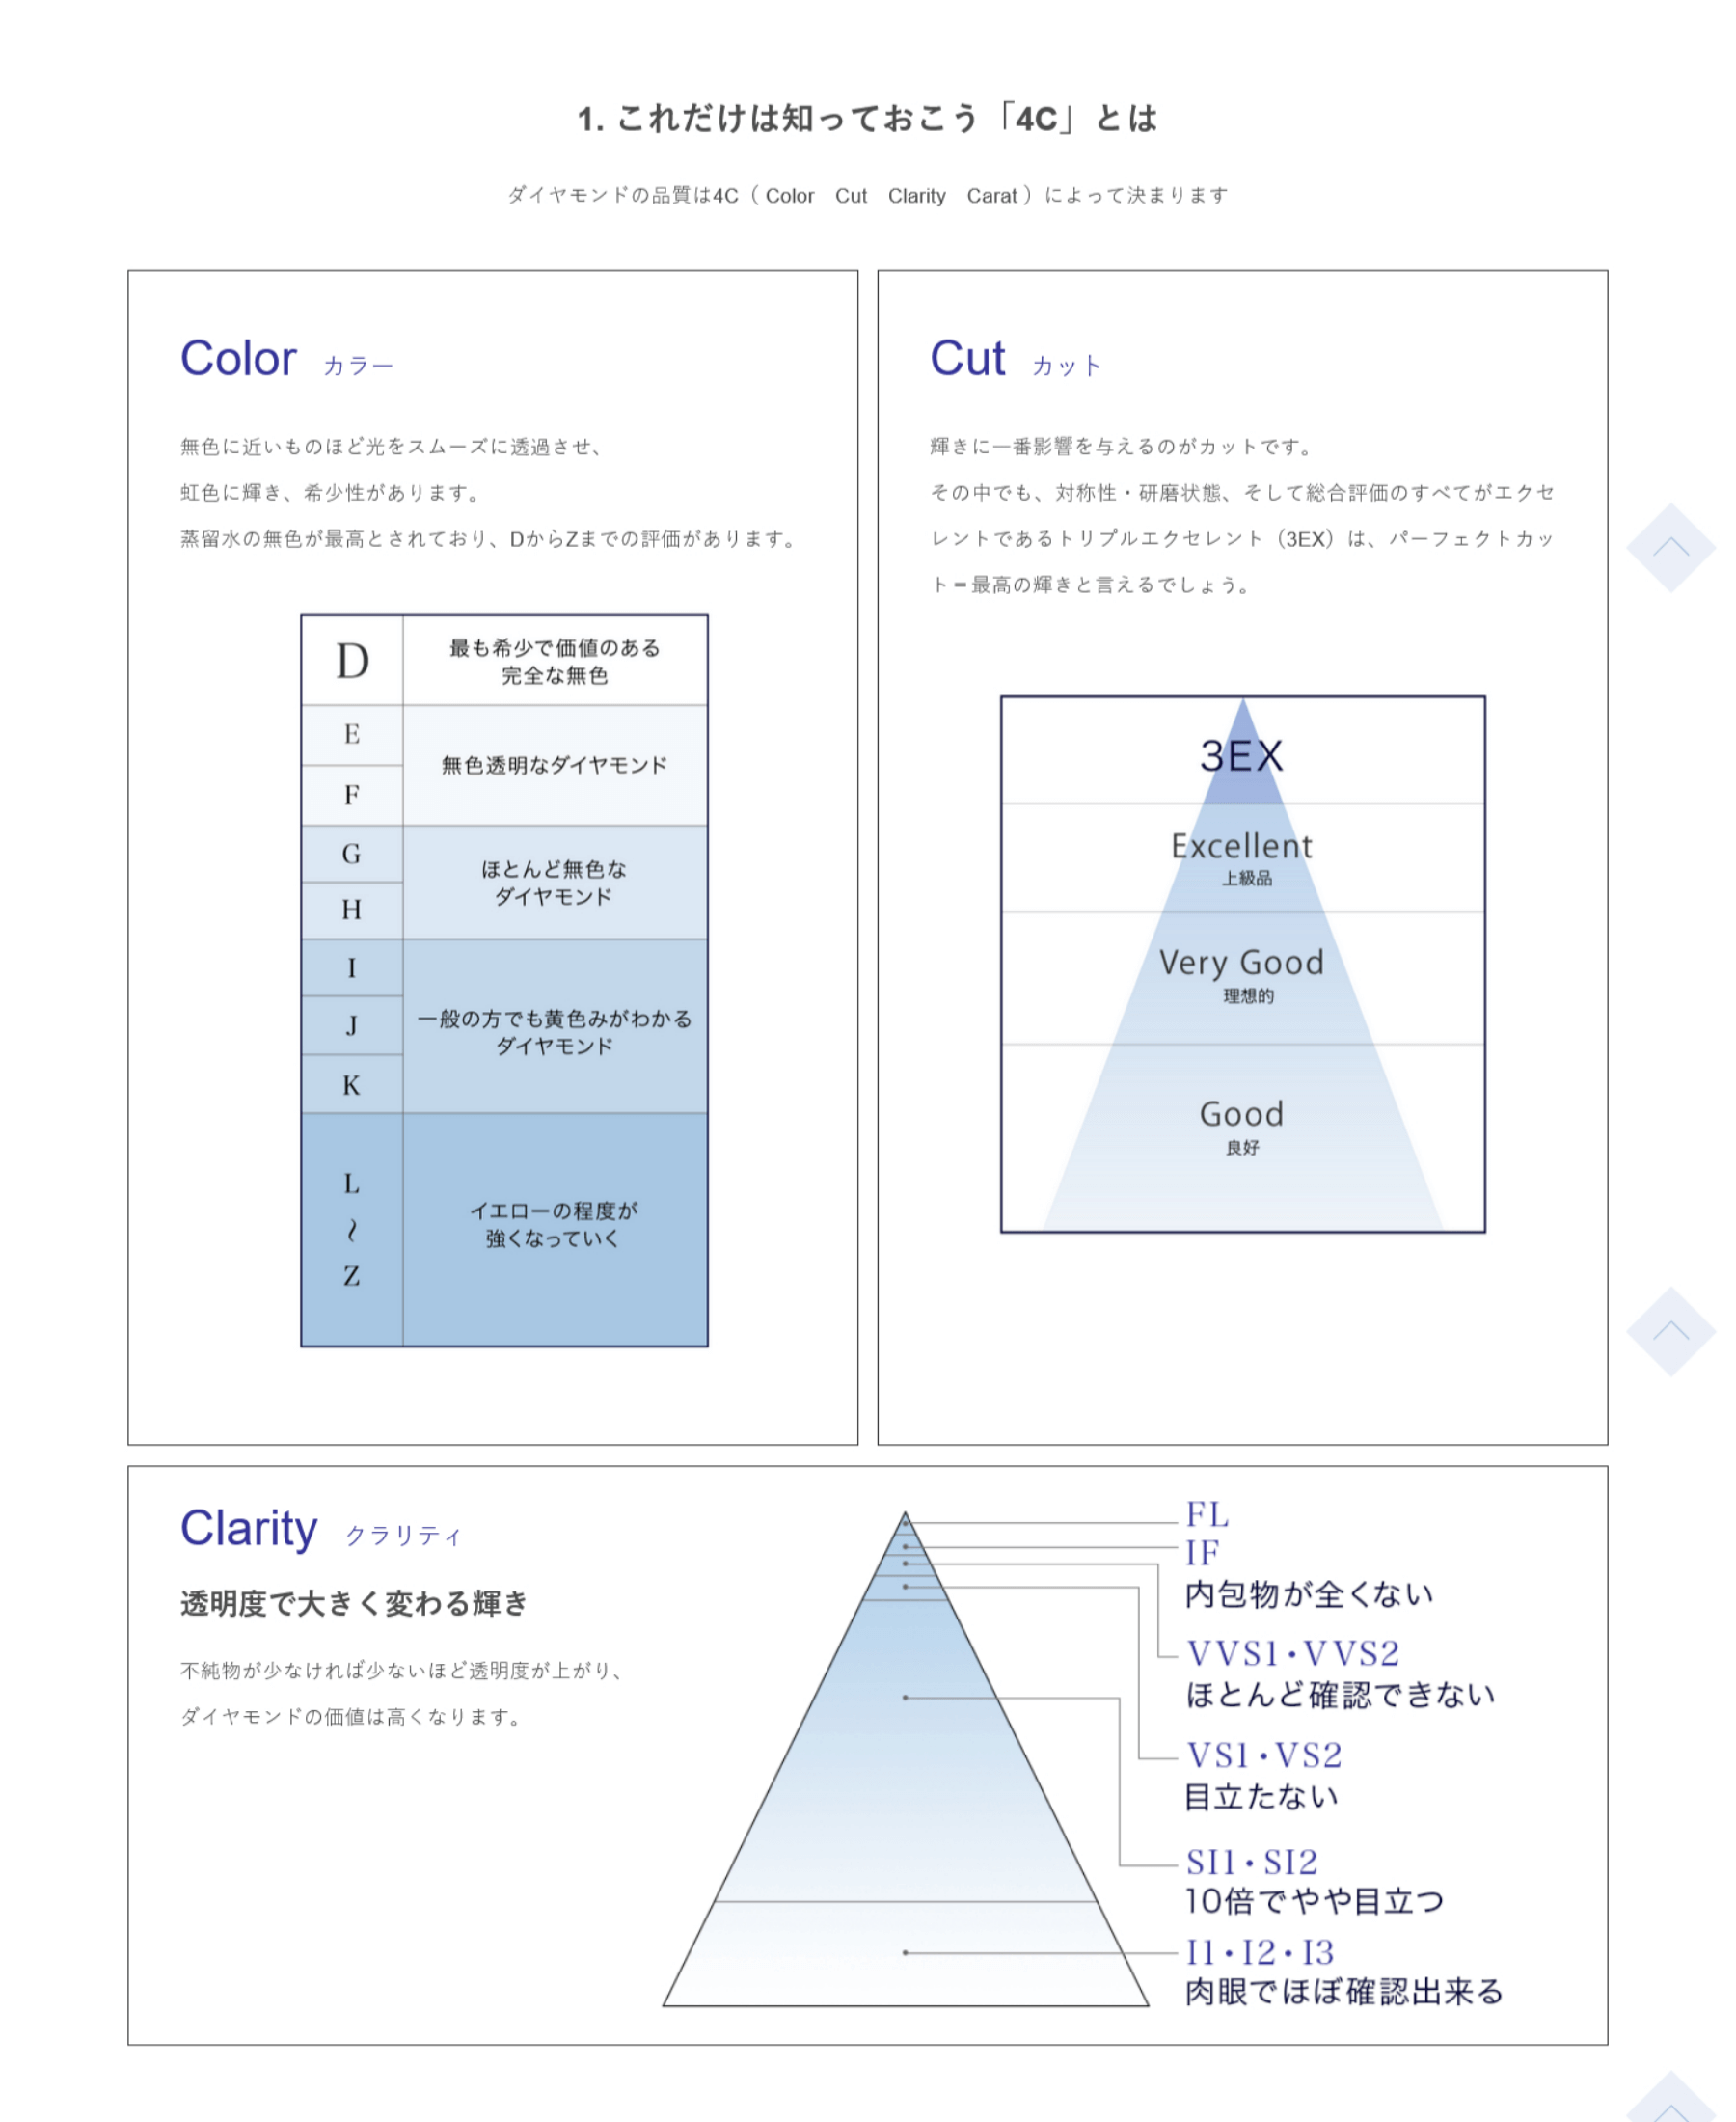 1. これだけは知っておこう「4C」とは
ダイヤモンドの品質は4C（ Color　Cut　Clarity　Carat ）によって決まります
Color カラー
無色に近いものほど光をスムーズに透過させ、
虹色に輝き、希少性があります。
蒸留水の無色が最高とされており、DからZまでの評価があります。
D
最も希少で価値のある
完全な無色
E
F
無色透明なダイヤモンド
G
H
ほとんど無色な
ダイヤモンド
I
J
K
一般の方でも黄色みがわかる
ダイヤモンド
L
〜
Z
イエローの程度が
強くなっていく
Cut カット
輝きに一番影響を与えるのがカットです。
その中でも、対称性・研磨状態、そして総合評価のすべてがエクセ
レントであるトリプルエクセレント（3EX）は、パーフェクトカッ
ト＝最高の輝きと言えるでしょう。
3EX
Excellent
上級品
Very Good
理想的
Good
良好
Clarity クラリティ
透明度で大きく変わる輝き
不純物が少なければ少ないほど透明度が上がり、
ダイヤモンドの価値は高くなります。
FL
IF
内包物が全くない
VVS1・VVS2
ほとんど確認できない
VS1・VS2
目立たない
SI1・SI2
10倍でやや目立つ
I1・I2・I3
肉眼でほぼ確認出来る